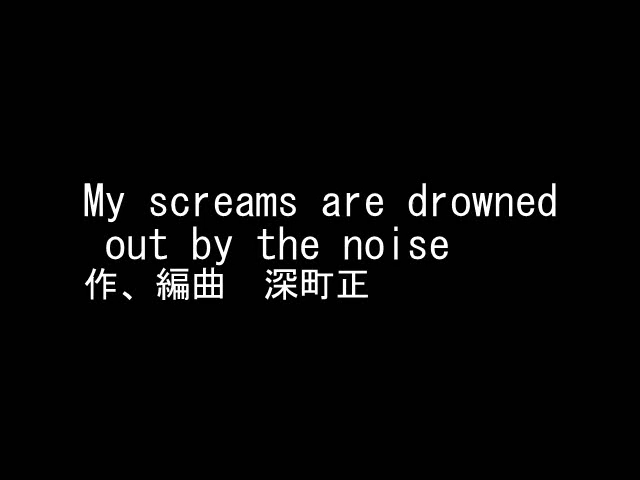 My screams are drowned
out by the noise
作、編曲　深町正